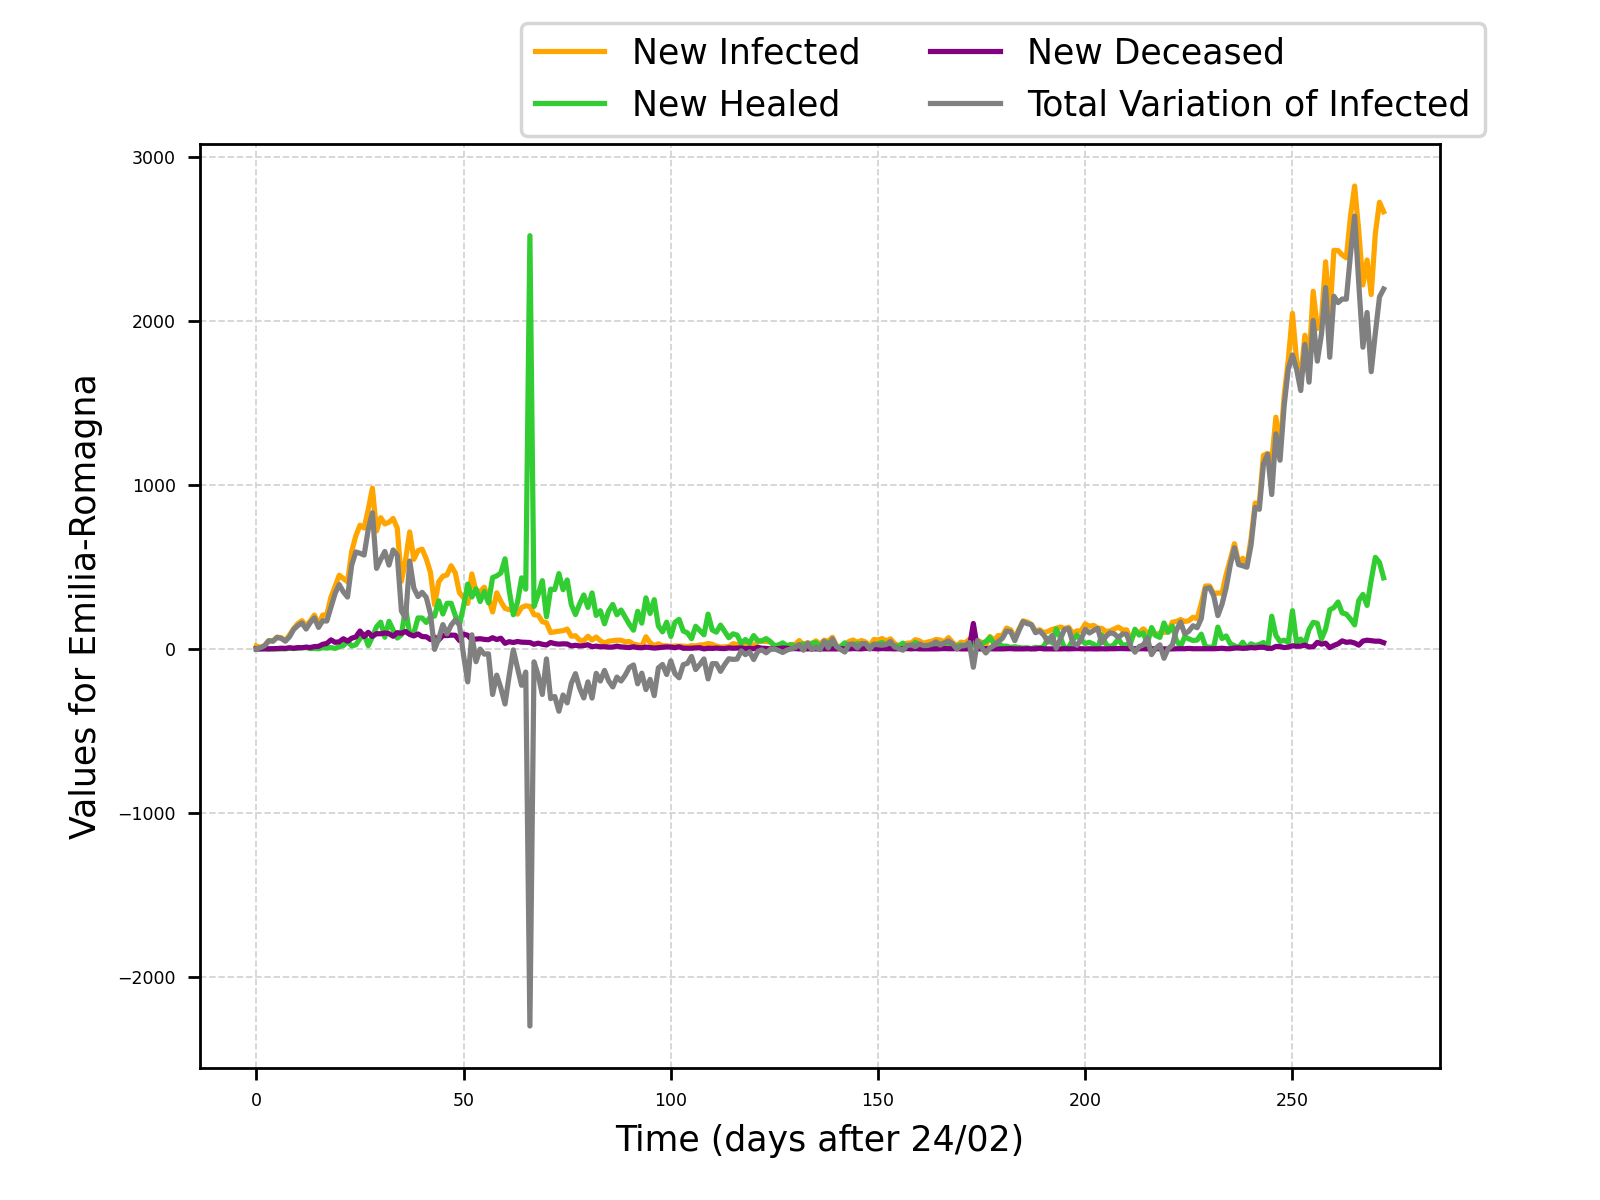 New Infected
New Healed
New Deceased
Total Variation of Infected
3000
2000
1000
0
−1000
−2000
Values for Emilia-Romagna
0 50 100 150 200 250
Time (days after 24/02)